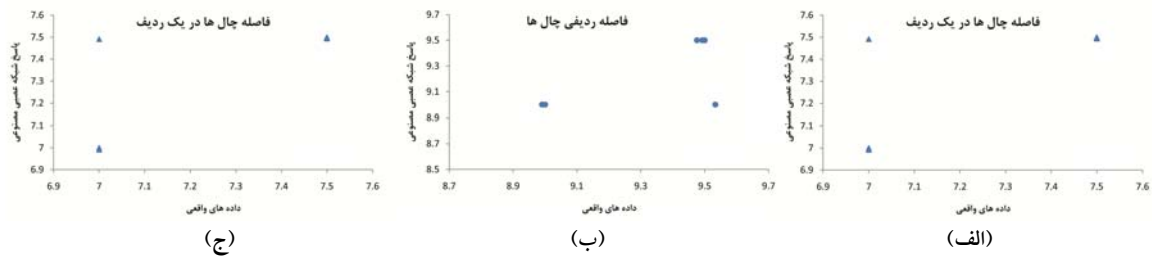 فاصله چال ها در یک ردیف
پاسخ شبکه عصبی مصنوعی
7.6
7.5
7.4
7.3
7.2
7.1
7
6.9
6.9 7 7.1 7.2 7.3 7.4 7.5 7.6
داده های واقعی
(الف)
فاصله ردیفی چال ها
پاسخ شبکه عصبی مصنوعی
9.7
9.5
9.3
9.1
8.9
8.7
8.5
8.7 8.9 9.1 9.3 9.5 9.7
داده های واقعی
(ب)
فاصله چال ها در یک ردیف
پاسخ شبکه عصبی مصنوعی
7.6
7.5
7.4
7.3
7.2
7.1
7
6.9
6.9 7 7.1 7.2 7.3 7.4 7.5 7.6
داده های واقعی
(ج)